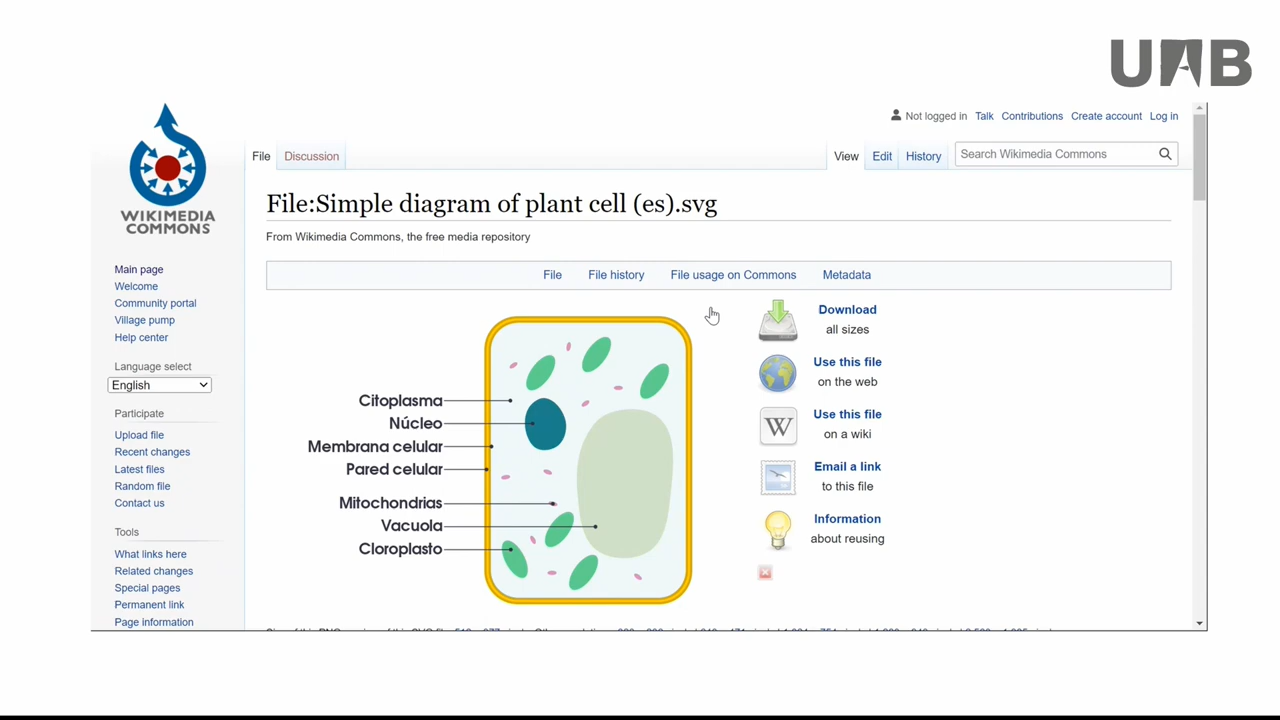 UAB
Not logged in Talk Contributions Create account Log in
File Discussion View Edit History Search Wikimedia Commons
WIKIMEDIA
COMMONS
File:Simple diagram of plant cell (es).svg
From Wikimedia Commons, the free media repository
File File history File usage on Commons Metadata
Main page
Welcome
Community portal
Village pump
Help center
Language select
English
Participate
Upload file
Recent changes
Latest files
Random file
Contact us
Tools
What links here
Related changes
Special pages
Permanent link
Page information
Citoplasma
Núcleo
Membrana celular
Pared celular
Mitochondrias
Vacuola
Cloroplasto
Download
all sizes
Use this file
on the web
W
Use this file
on a wiki
Email a link
to this file
Information
about reusing